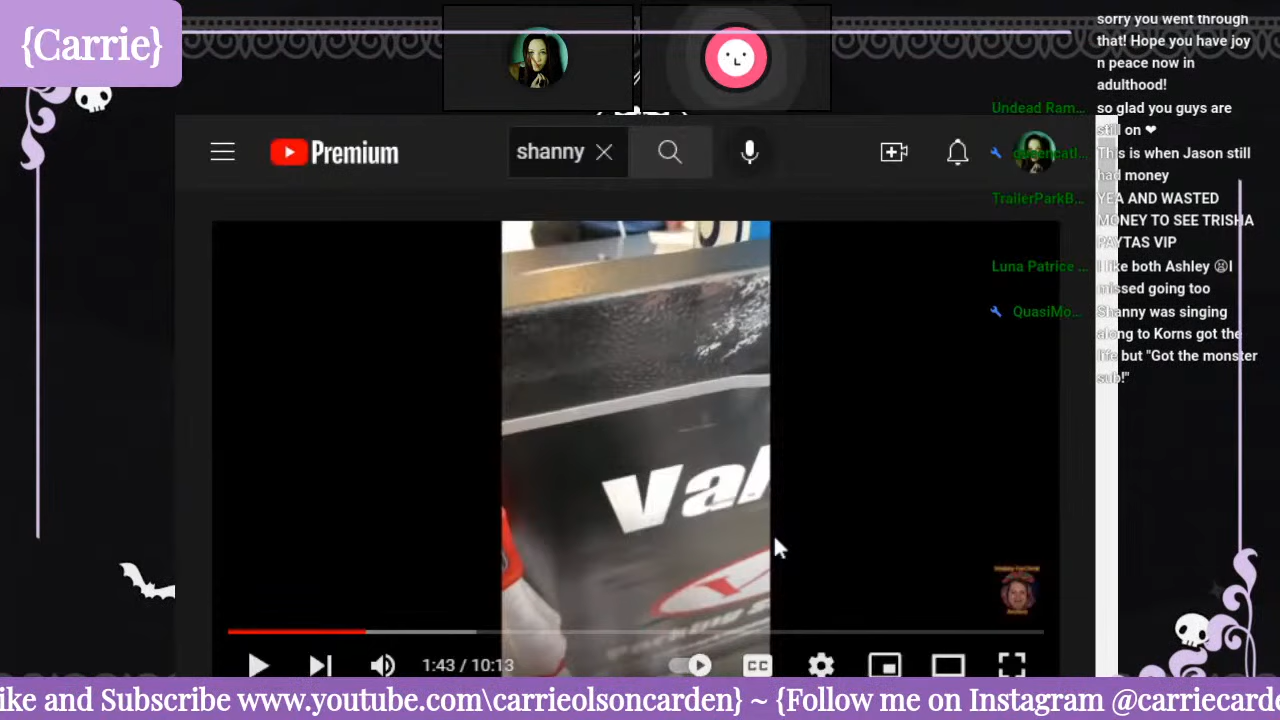 {Carrie}
Premium
shanny
Val
1:43 / 10:13
CC
sorry you went through
that! Hope you have joy
n peace now in
adulthood!
Undead Ram… so glad you guys are
still on ❤
This is when Jason still
had money
TrailerParkB… YEA AND WASTED
MONEY TO SEE TRISHA
PAYTAS VIP
Luna Patrice … I like both Ashley 😫I
missed going too
QuasiMo… Shanny was singing
along to Korns got the
life but "Got the monster
sub!"
ike and Subscribe www.youtube.com\carrieolsoncarden} ~ {Follow me on Instagram @carriecarde